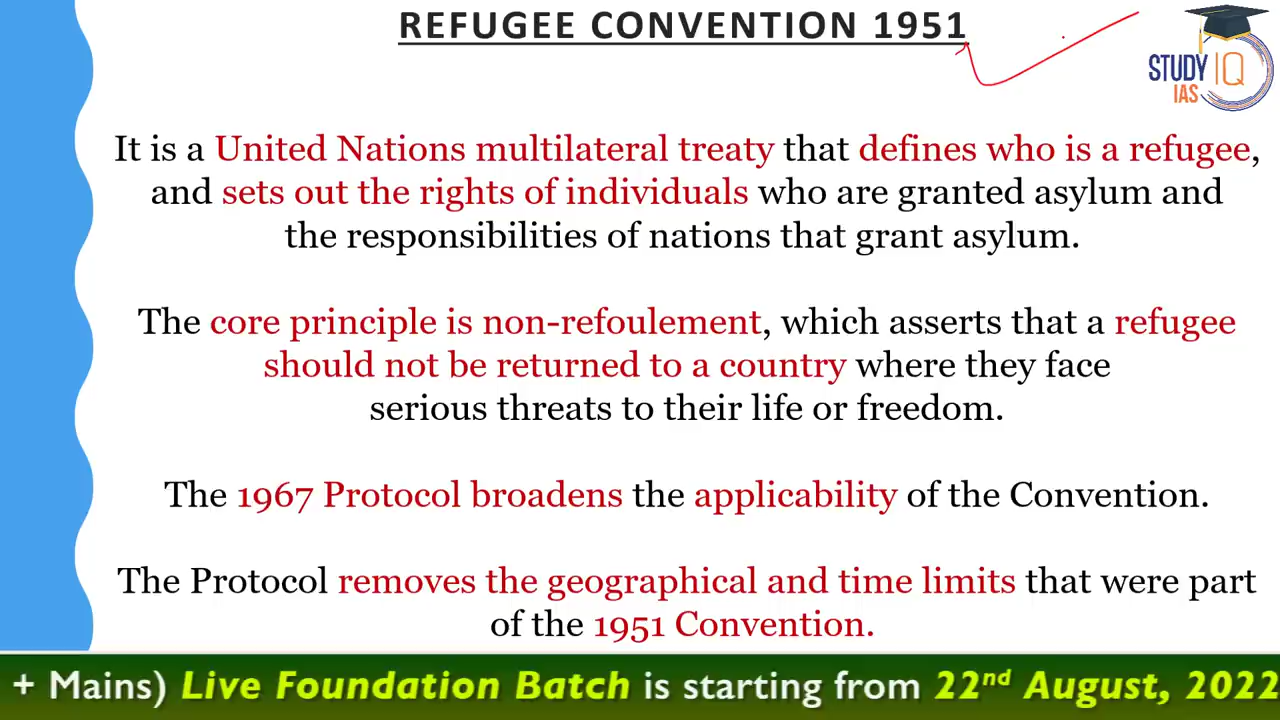 REFUGEE CONVENTION 1951
STUDY IQ
IAS
It is a United Nations multilateral treaty that defines who is a refugee,
and sets out the rights of individuals who are granted asylum and
the responsibilities of nations that grant asylum.
The core principle is non-refoulement, which asserts that a refugee
should not be returned to a country where they face
serious threats to their life or freedom.
The 1967 Protocol broadens the applicability of the Convention.
The Protocol removes the geographical and time limits that were part
of the 1951 Convention.
+ Mains) Live Foundation Batch is starting from 22nd August, 2022